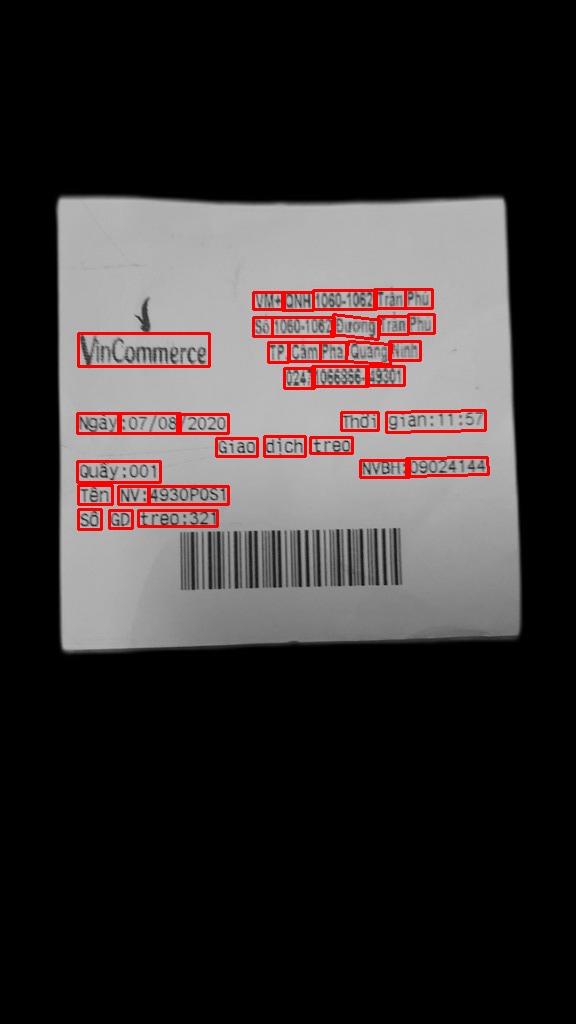 VM+ QNH 1060-1062 Trần Phú
Số 1060-1062 Đường Trần Phú
VinCommerce
TP. Cẩm Phả, Quảng Ninh
0247 1066866-49301
Ngày:07/08/2020 Thời gian:11:57
Giao dịch treo
Quầy:001 NVBH:09024144
Tên NV:4930POS1
Số GD treo:321